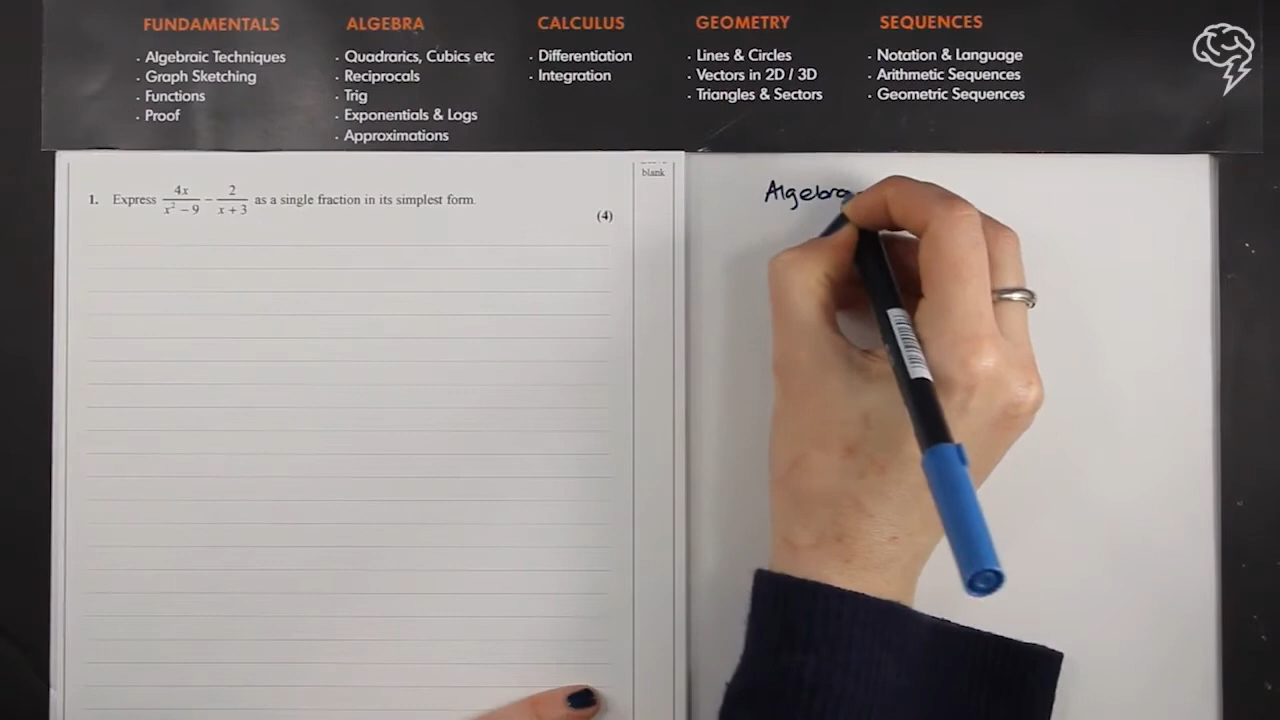 FUNDAMENTALS
· Algebraic Techniques
· Graph Sketching
· Functions
· Proof
ALGEBRA
· Quadrarics, Cubics etc
· Reciprocals
· Trig
· Exponentials & Logs
· Approximations
CALCULUS
· Differentiation
· Integration
GEOMETRY
· Lines & Circles
· Vectors in 2D / 3D
· Triangles & Sectors
SEQUENCES
· Notation & Language
· Arithmetic Sequences
· Geometric Sequences
blank
1. Express 4x/(x² − 9) − 2/(x + 3) as a single fraction in its simplest form.
(4)